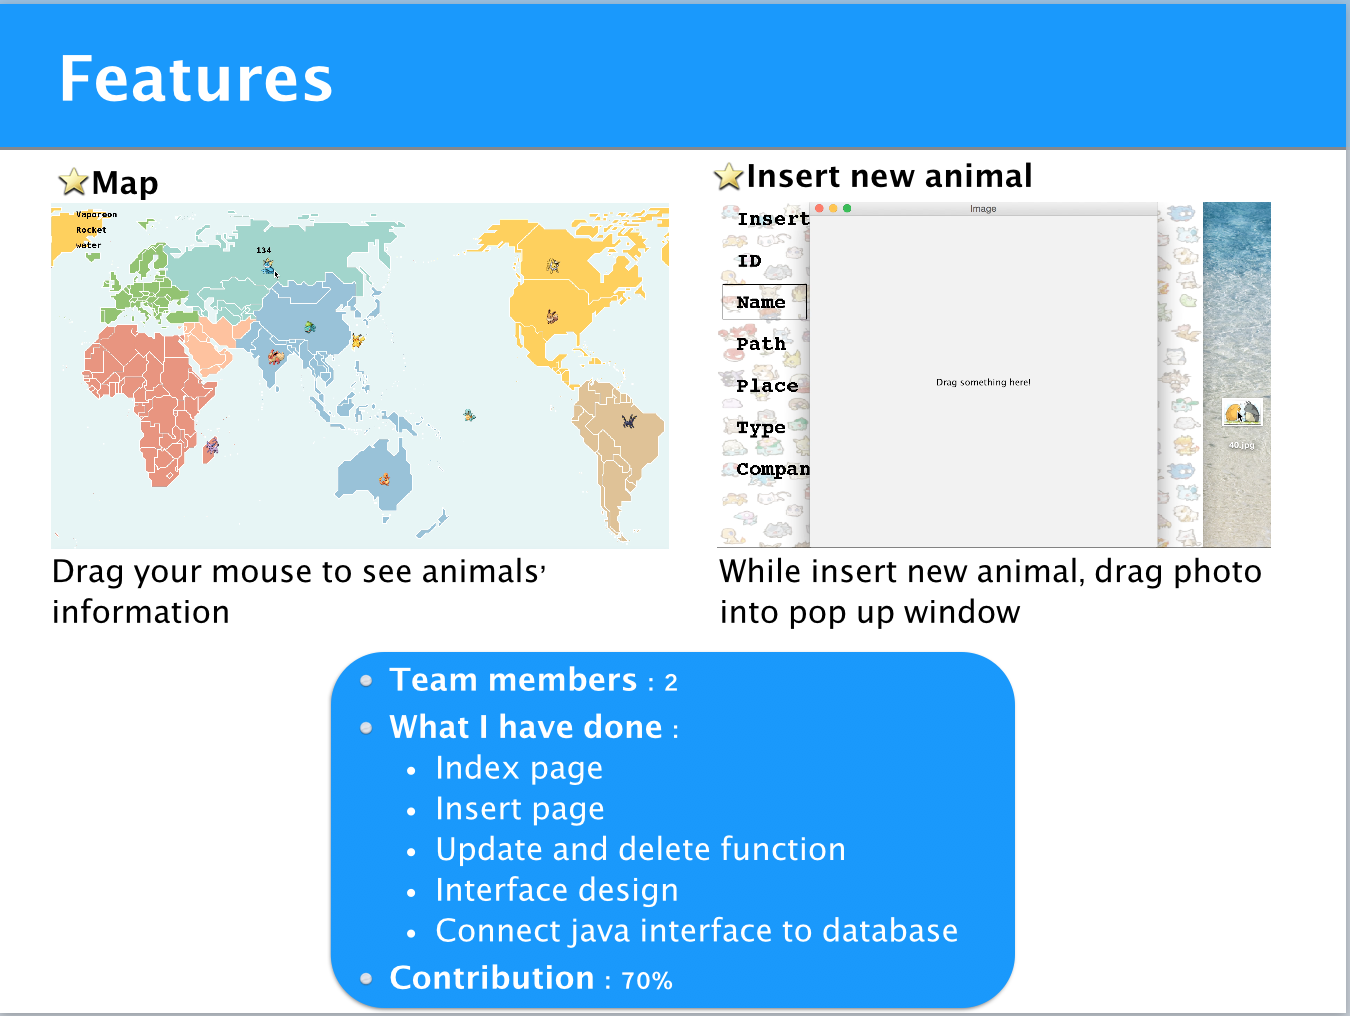 Features
Map
Vaporeon
Rocket
water
134
Drag your mouse to see animals’
information
Insert new animal
Image
Insert
ID
Name
Path
Place
Type
Compan
Drag something here!
40.jpg
While insert new animal, drag photo
into pop up window
Team members : 2
What I have done :
Index page
Insert page
Update and delete function
Interface design
Connect java interface to database
Contribution : 70%